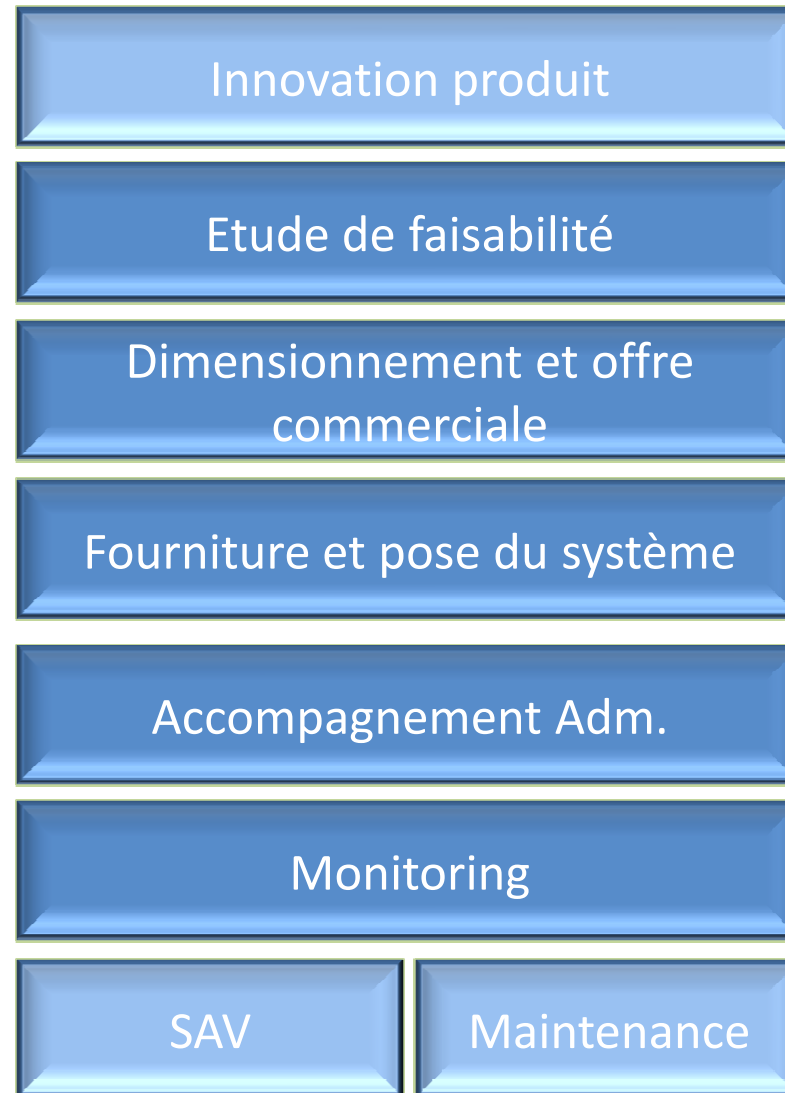 Innovation produit
Etude de faisabilité
Dimensionnement et offre
commerciale
Fourniture et pose du système
Accompagnement Adm.
Monitoring
SAV
Maintenance